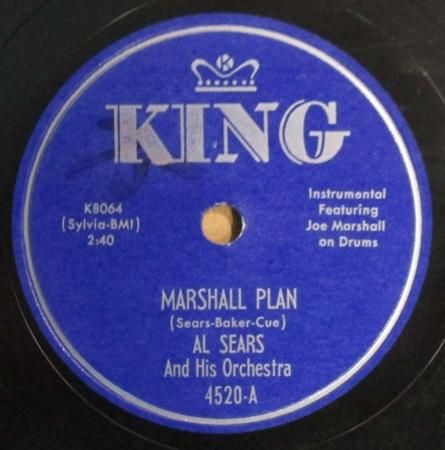 K
KING
K8064
(Sylvia-BMI)
2:40
Instrumental
Featuring
Joe Marshall
on Drums
MARSHALL PLAN
(Sears-Baker-Cue)
AL SEARS
And His Orchestra
4520-A